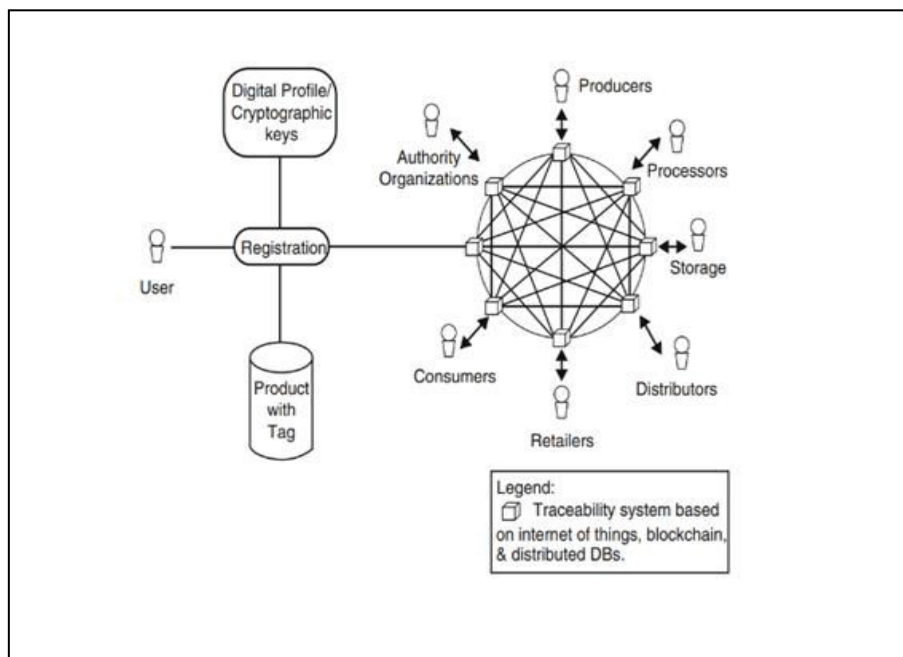 Digital Profile/
Cryptographic
keys
Producers
Authority
Organizations
Processors
Registration
User
Storage
Product
with
Tag
Consumers
Distributors
Retailers
Legend:
Traceability system based
on internet of things, blockchain,
& distributed DBs.